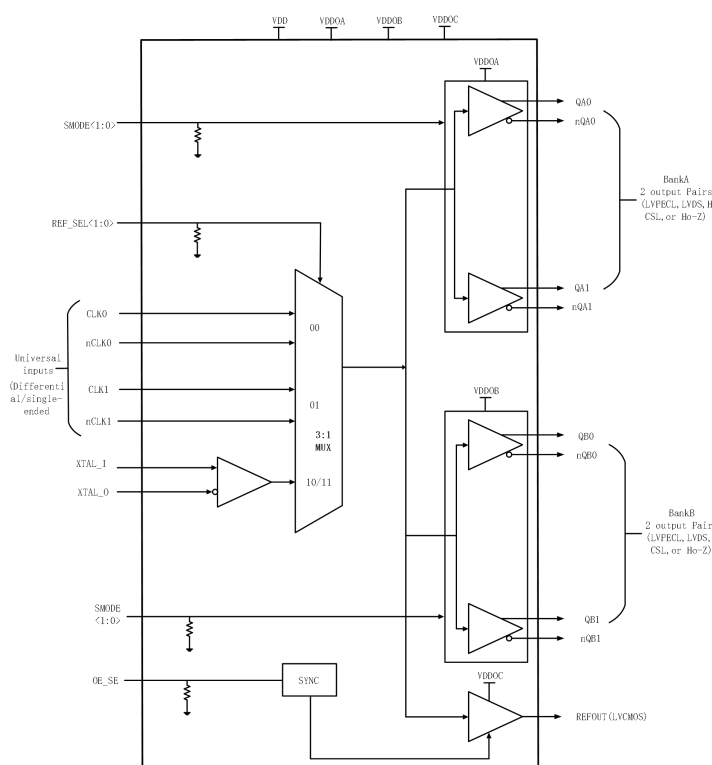 VDD
VDDOA
VDDOB
VDDOC
VDDOA
QA0
SMODE<1:0>
nQA0
BankA
2 output Pairs
(LVPECL, LVDS, H
CSL, or Ho-Z)
REF_SEL<1:0>
QA1
nQA1
CLK0
00
nCLK0
Universal
inputs
(Differenti
al/single-
ended
CLK1
01
nCLK1
3:1
MUX
VDDOB
QB0
nQB0
XTAL_I
10/11
XTAL_O
BankB
2 output Pair
(LVPECL, LVDS,
CSL, or Ho-Z)
SMODE
<1:0>
QB1
nQB1
OE_SE
SYNC
VDDOC
REFOUT(LVCMOS)